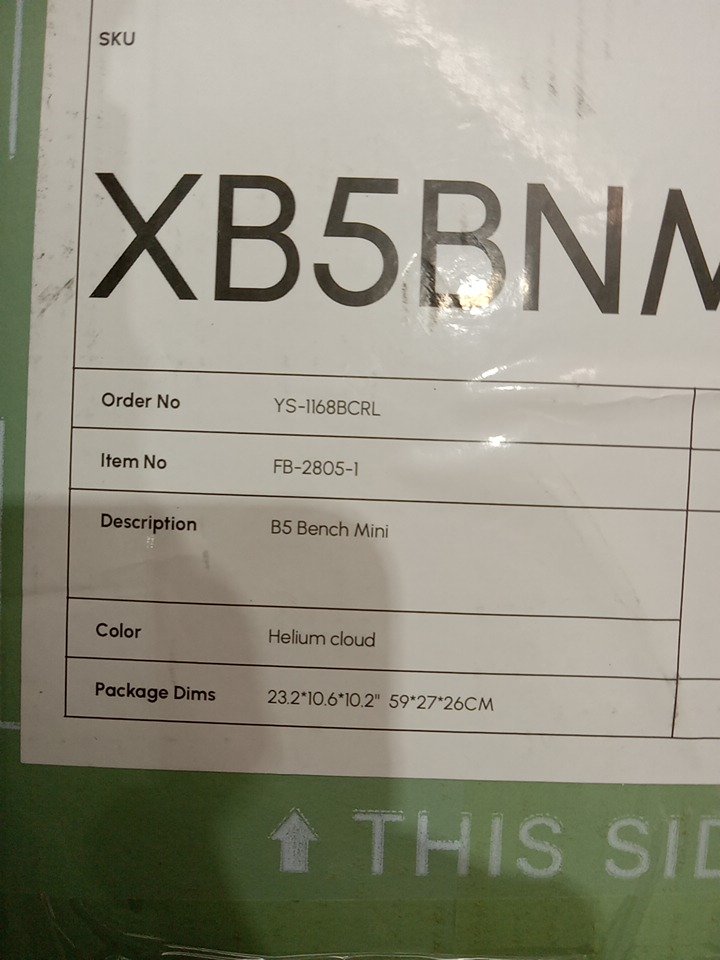 SKU
XB5BN
Order No YS-1168BCRL
Item No FB-2805-1
Description B5 Bench Mini
Color Helium cloud
Package Dims 23.2*10.6*10.2" 59*27*26CM
THIS